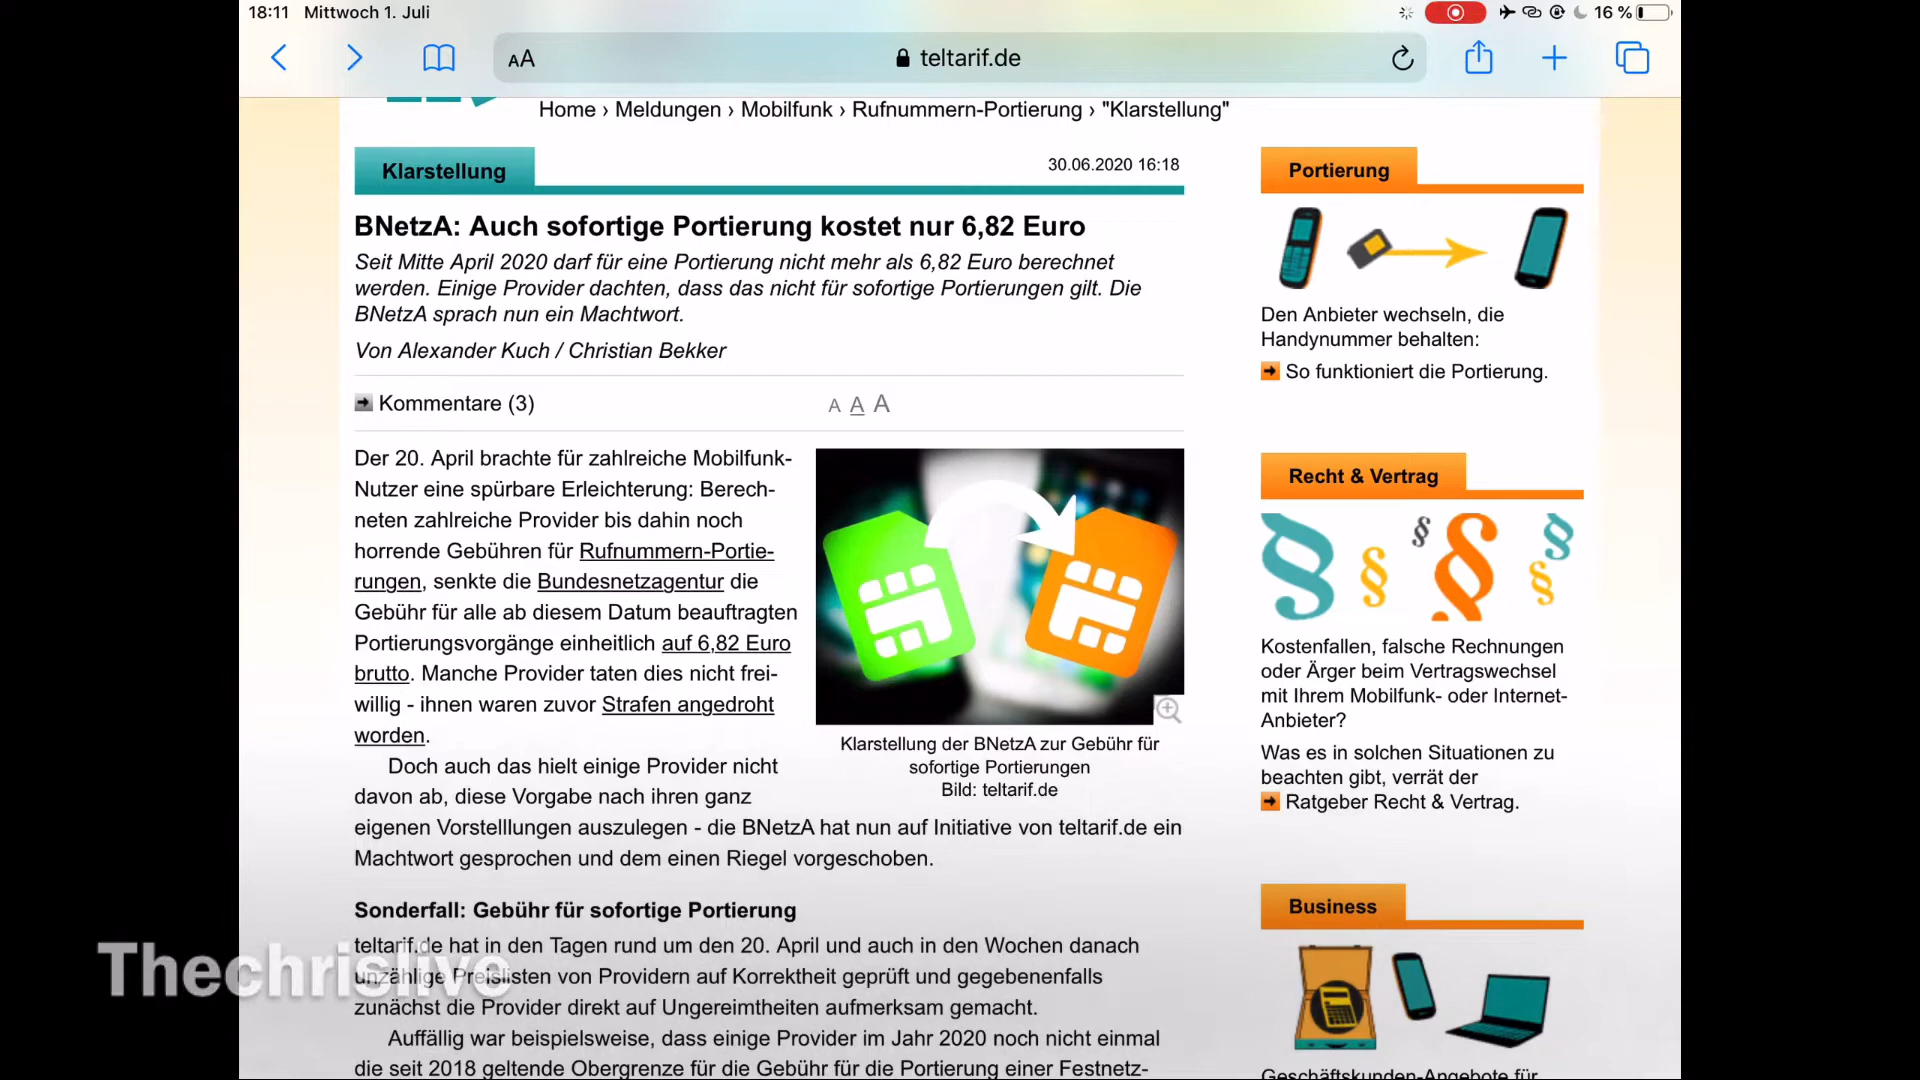 18:11 Mittwoch 1. Juli
16 %
AA
teltarif.de
Home › Meldungen › Mobilfunk › Rufnummern-Portierung › "Klarstellung"
Klarstellung
30.06.2020 16:18
BNetzA: Auch sofortige Portierung kostet nur 6,82 Euro
Seit Mitte April 2020 darf für eine Portierung nicht mehr als 6,82 Euro berechnet
werden. Einige Provider dachten, dass das nicht für sofortige Portierungen gilt. Die
BNetzA sprach nun ein Machtwort.
Von Alexander Kuch / Christian Bekker
Kommentare (3)
A A A
Der 20. April brachte für zahlreiche Mobilfunk-
Nutzer eine spürbare Erleichterung: Berech-
neten zahlreiche Provider bis dahin noch
horrende Gebühren für Rufnummern-Portie-
rungen, senkte die Bundesnetzagentur die
Gebühr für alle ab diesem Datum beauftragten
Portierungsvorgänge einheitlich auf 6,82 Euro
brutto. Manche Provider taten dies nicht frei-
willig - ihnen waren zuvor Strafen angedroht
worden.
Klarstellung der BNetzA zur Gebühr für
sofortige Portierungen
Bild: teltarif.de
Doch auch das hielt einige Provider nicht
davon ab, diese Vorgabe nach ihren ganz
eigenen Vorstelllungen auszulegen - die BNetzA hat nun auf Initiative von teltarif.de ein
Machtwort gesprochen und dem einen Riegel vorgeschoben.
Sonderfall: Gebühr für sofortige Portierung
teltarif.de hat in den Tagen rund um den 20. April und auch in den Wochen danach
unzählige Preislisten von Providern auf Korrektheit geprüft und gegebenenfalls
zunächst die Provider direkt auf Ungereimtheiten aufmerksam gemacht.
Auffällig war beispielsweise, dass einige Provider im Jahr 2020 noch nicht einmal
die seit 2018 geltende Obergrenze für die Gebühr für die Portierung einer Festnetz-
Portierung
Den Anbieter wechseln, die
Handynummer behalten:
So funktioniert die Portierung.
Recht & Vertrag
§ § § § § §
Kostenfallen, falsche Rechnungen
oder Ärger beim Vertragswechsel
mit Ihrem Mobilfunk- oder Internet-
Anbieter?
Was es in solchen Situationen zu
beachten gibt, verrät der
Ratgeber Recht & Vertrag.
Business
Geschäftskunden-Angebote für
Thechrislive